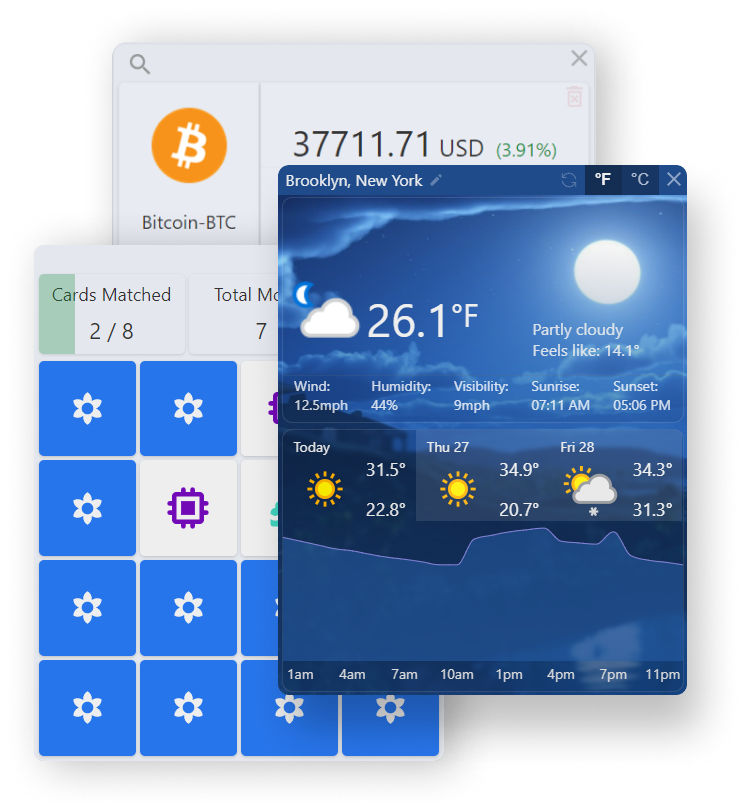 37711.71 USD (3.91%)
Bitcoin-BTC
Brooklyn, New York
°F
°C
26.1°F
Partly cloudy
Feels like: 14.1°
Wind:
12.5mph
Humidity:
44%
Visibility:
9mph
Sunrise:
07:11 AM
Sunset:
05:06 PM
Today
31.5°
22.8°
Thu 27
34.9°
20.7°
Fri 28
34.3°
31.3°
1am 4am 7am 10am 1pm 4pm 7pm 11pm
Cards Matched
2 / 8
Total Mo
7